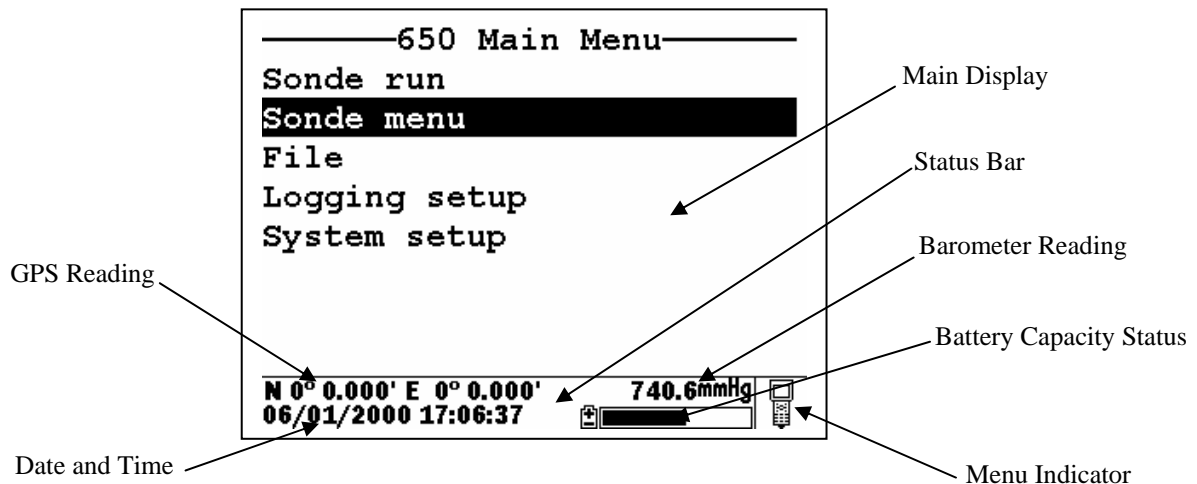 650 Main Menu
Sonde run
Sonde menu
File
Logging setup
System setup
Main Display
Status Bar
Barometer Reading
GPS Reading
Battery Capacity Status
N 0° 0.000' E 0° 0.000' 740.6mmHg
06/01/2000 17:06:37
Date and Time
Menu Indicator